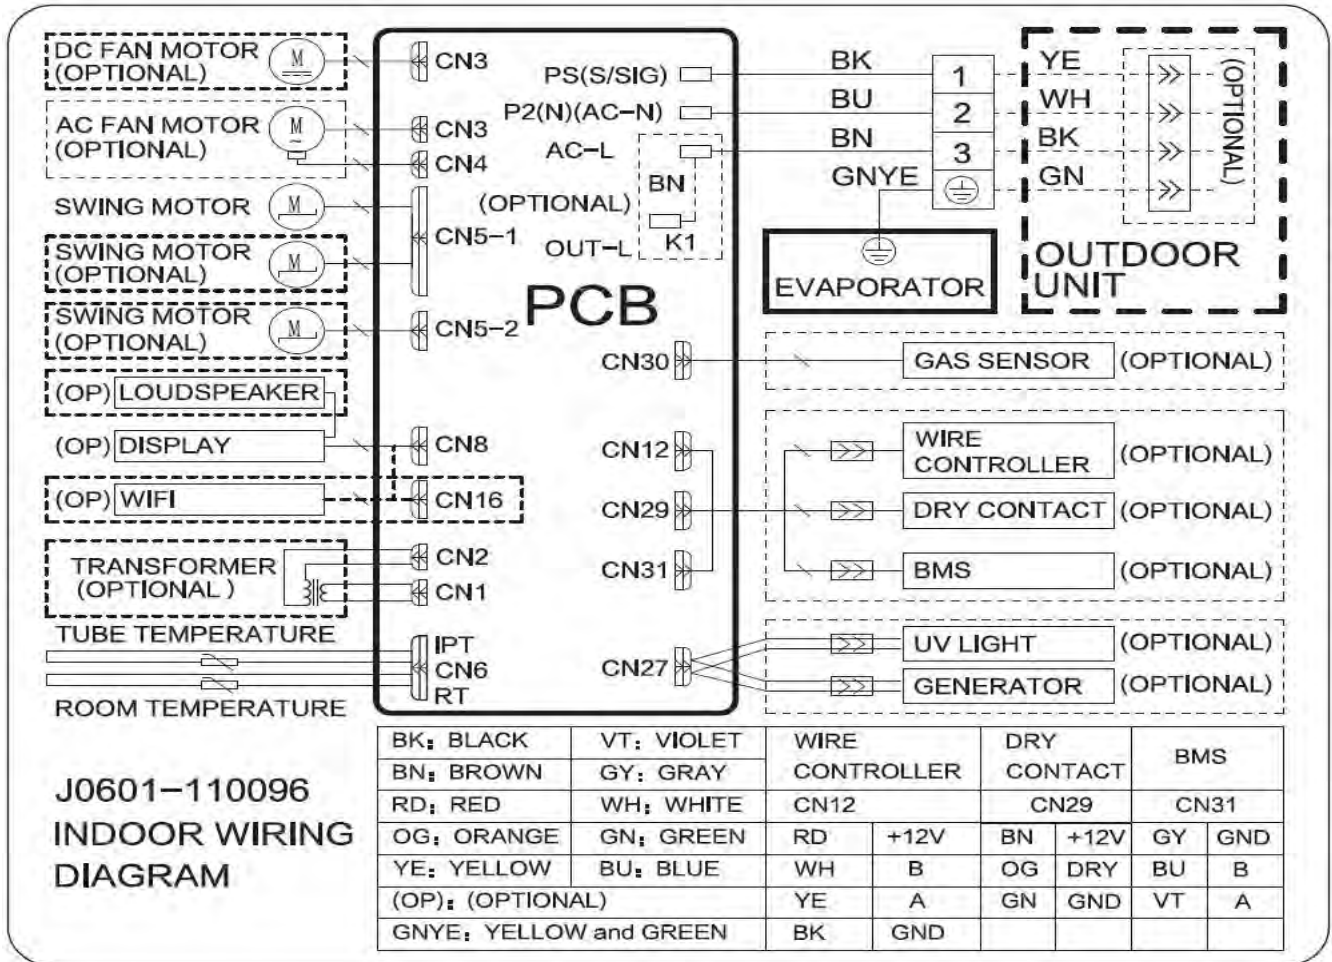 DC FAN MOTOR
(OPTIONAL)
M
CN3
AC FAN MOTOR
(OPTIONAL)
M
~
CN3
CN4
SWING MOTOR
M
SWING MOTOR
(OPTIONAL)
M
CN5-1
SWING MOTOR
(OPTIONAL)
M
CN5-2
(OP) LOUDSPEAKER
(OP) DISPLAY
CN8
(OP) WIFI
CN16
TRANSFORMER
(OPTIONAL )
CN2
CN1
TUBE TEMPERATURE
IPT
CN6
RT
ROOM TEMPERATURE
PS(S/SIG)
P2(N)(AC-N)
AC-L
BN
(OPTIONAL)
K1
OUT-L
PCB
CN30
CN12
CN29
CN31
CN27
BK
BU
BN
GNYE
1
2
3
YE
WH
BK
GN
(OPTIONAL)
OUTDOOR
UNIT
EVAPORATOR
GAS SENSOR (OPTIONAL)
WIRE
CONTROLLER (OPTIONAL)
DRY CONTACT (OPTIONAL)
BMS (OPTIONAL)
UV LIGHT (OPTIONAL)
GENERATOR (OPTIONAL)
J0601-110096
INDOOR WIRING
DIAGRAM
BK: BLACK VT: VIOLET WIRE DRY BMS
BN: BROWN GY: GRAY CONTROLLER CONTACT
RD: RED WH: WHITE CN12 CN29 CN31
OG: ORANGE GN: GREEN RD +12V BN +12V GY GND
YE: YELLOW BU: BLUE WH B OG DRY BU B
(OP): (OPTIONAL) YE A GN GND VT A
GNYE: YELLOW and GREEN BK GND